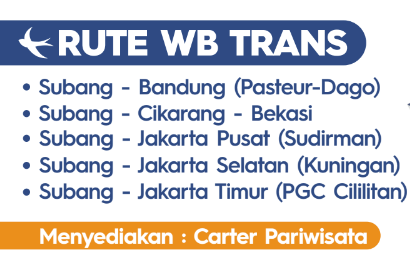 RUTE WB TRANS
• Subang - Bandung (Pasteur-Dago)
• Subang - Cikarang - Bekasi
• Subang - Jakarta Pusat (Sudirman)
• Subang - Jakarta Selatan (Kuningan)
• Subang - Jakarta Timur (PGC Cililitan)
Menyediakan : Carter Pariwisata